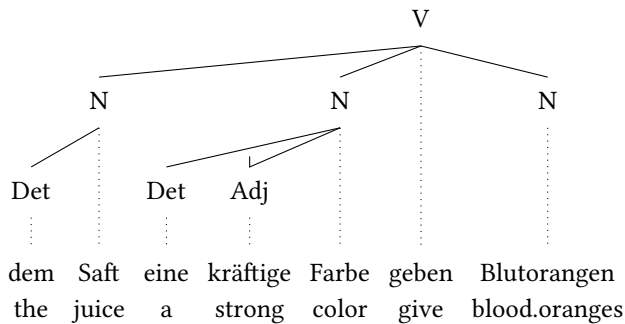 V
N N N
Det Det Adj
dem Saft eine kräftige Farbe geben Blutorangen
the juice a strong color give blood.oranges